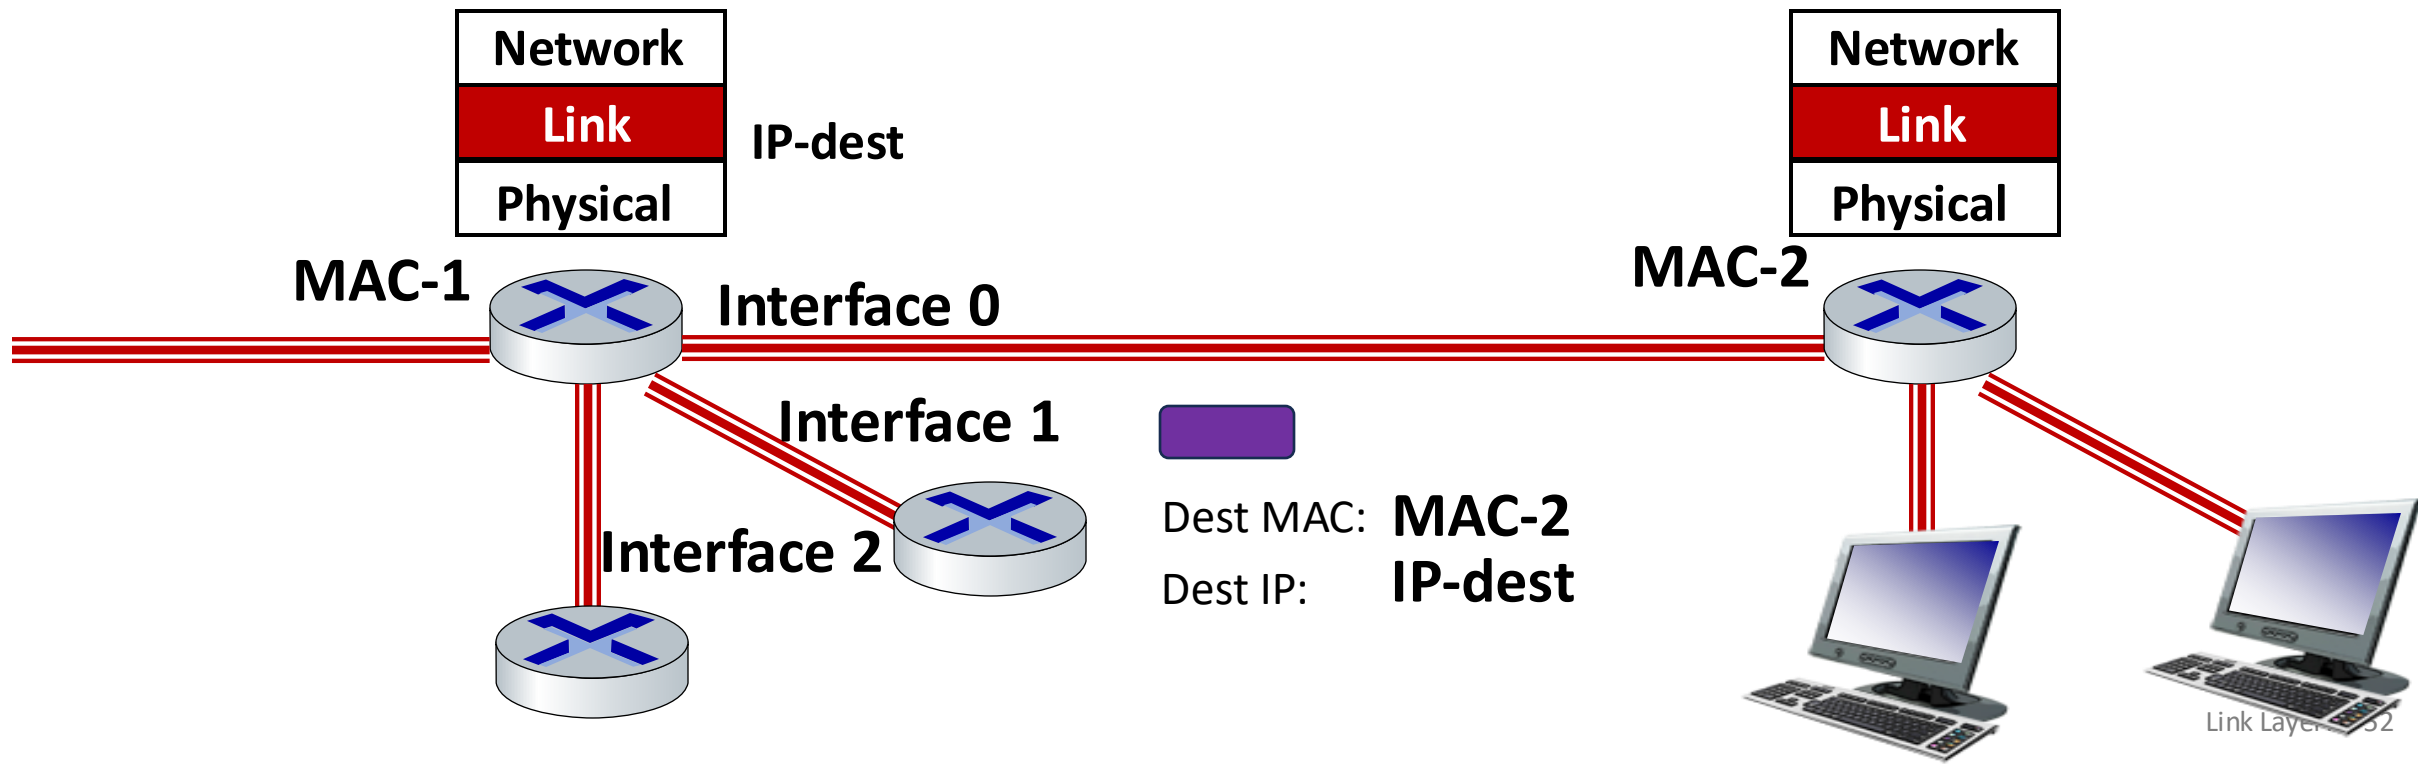 Network
Link
Physical
IP-dest
Network
Link
Physical
MAC-1
Interface 0
MAC-2
Interface 1
Interface 2
Dest MAC: MAC-2
Dest IP: IP-dest
Link Laye